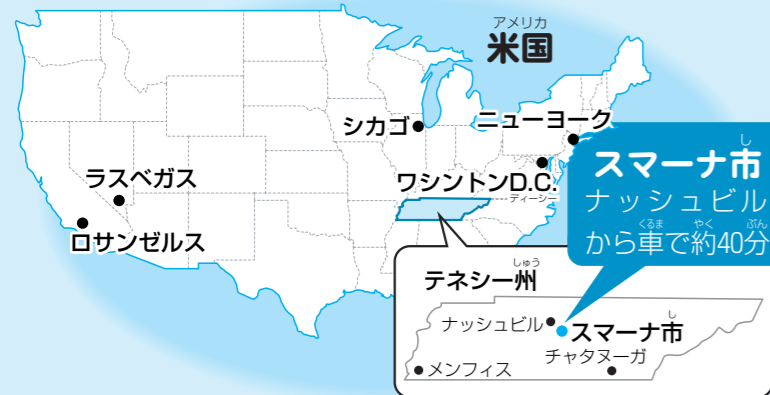 アメリカ
米国
シカゴ
ニューヨーク
ラスベガス
ワシントンD.C.
ディーシー
ロサンゼルス
し
スマーナ市
ナッシュビル
くるま やく ぷん
から車で約40分
しゅう
テネシー州
ナッシュビル
し
スマーナ市
チャタヌーガ
メンフィス